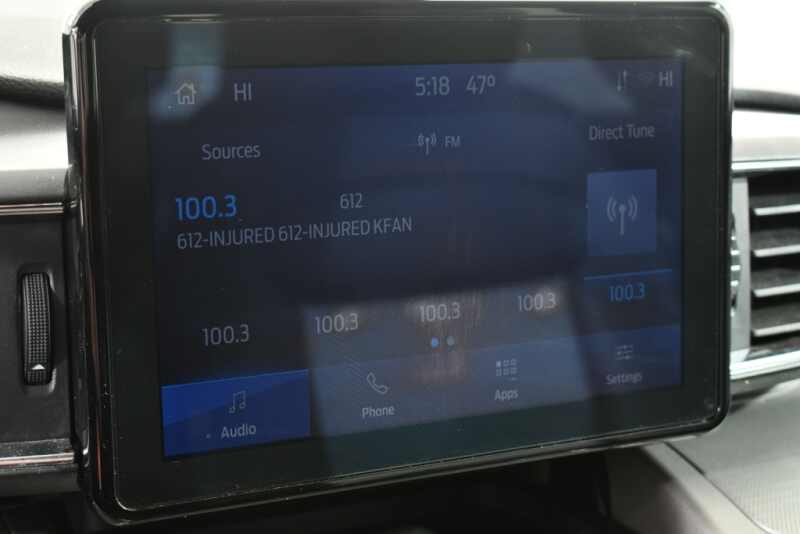 HI 5:18 47° HI
Sources FM Direct Tune
100.3 612
612-INJURED 612-INJURED KFAN
100.3 100.3 100.3 100.3 100.3
Audio Phone Apps Settings